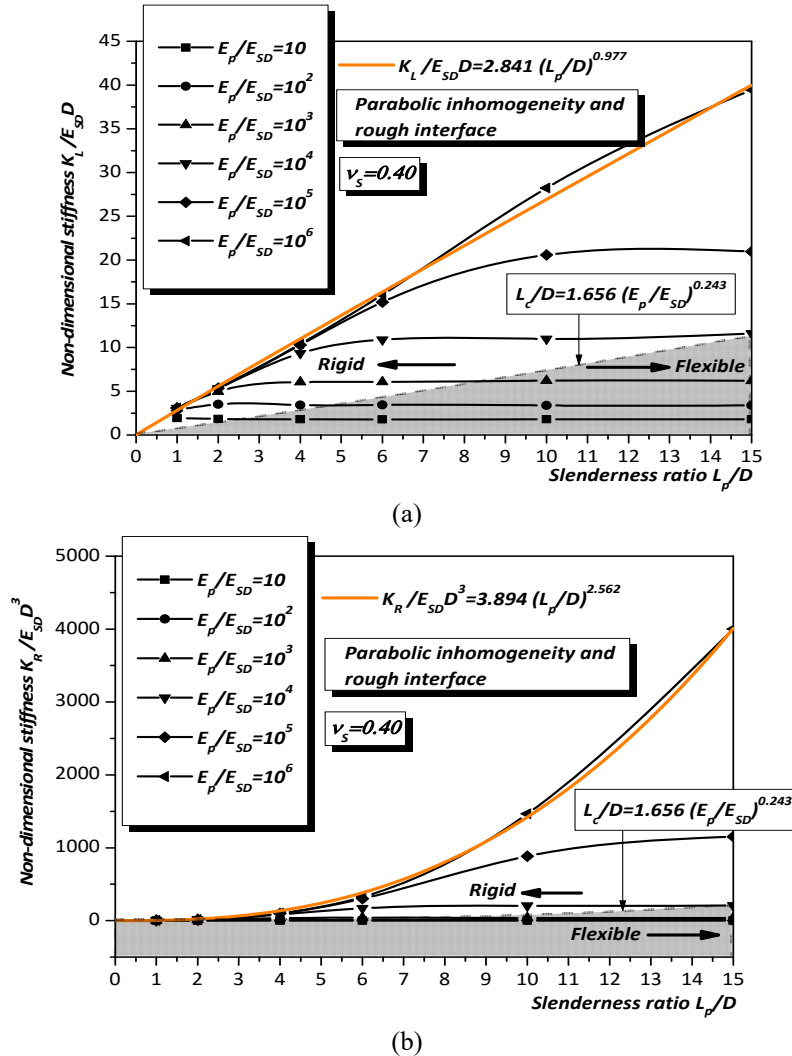 E_p/E_SD=10
E_p/E_SD=10^2
E_p/E_SD=10^3
E_p/E_SD=10^4
E_p/E_SD=10^5
E_p/E_SD=10^6
K_L/E_SD D=2.841 (L_p/D)^0.977
Parabolic inhomogeneity and
rough interface
ν_S=0.40
L_c/D=1.656 (E_p/E_SD)^0.243
Rigid
Flexible
Non-dimensional stiffness K_L/E_SD D
45
40
35
30
25
20
15
10
5
0
0 1 2 3 4 5 6 7 8 9 10 11 12 13 14 15
Slenderness ratio L_p/D
(a)
E_p/E_SD=10
E_p/E_SD=10^2
E_p/E_SD=10^3
E_p/E_SD=10^4
E_p/E_SD=10^5
E_p/E_SD=10^6
K_R/E_SD D^3=3.894 (L_p/D)^2.562
Parabolic inhomogeneity and
rough interface
ν_S=0.40
L_c/D=1.656 (E_p/E_SD)^0.243
Rigid
Flexible
Non-dimensional stiffness K_R/E_SD D^3
5000
4000
3000
2000
1000
0
0 1 2 3 4 5 6 7 8 9 10 11 12 13 14 15
Slenderness ratio L_p/D
(b)